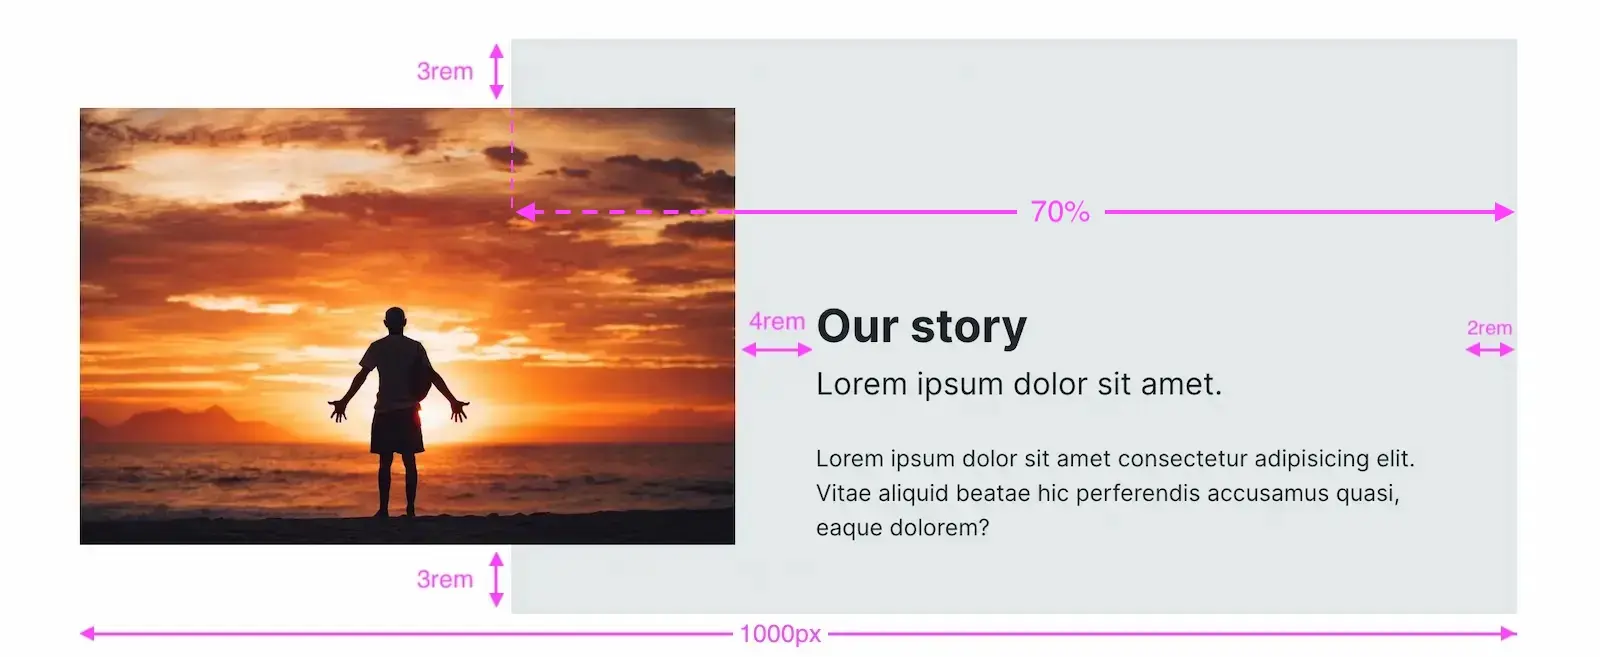 3rem
70%
4rem
Our story
2rem
Lorem ipsum dolor sit amet.
Lorem ipsum dolor sit amet consectetur adipisicing elit.
Vitae aliquid beatae hic perferendis accusamus quasi,
eaque dolorem?
3rem
1000px